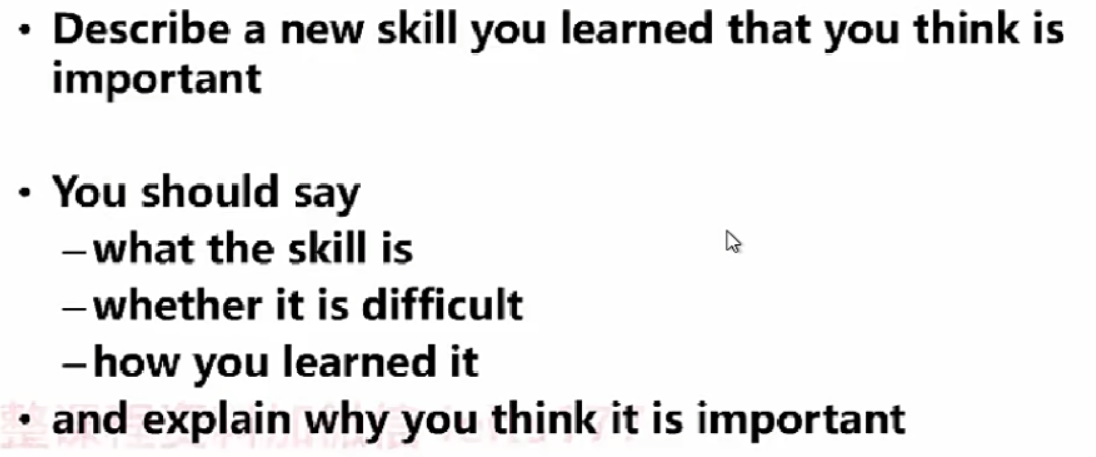 • Describe a new skill you learned that you think is
important
• You should say
–what the skill is
–whether it is difficult
–how you learned it
• and explain why you think it is important